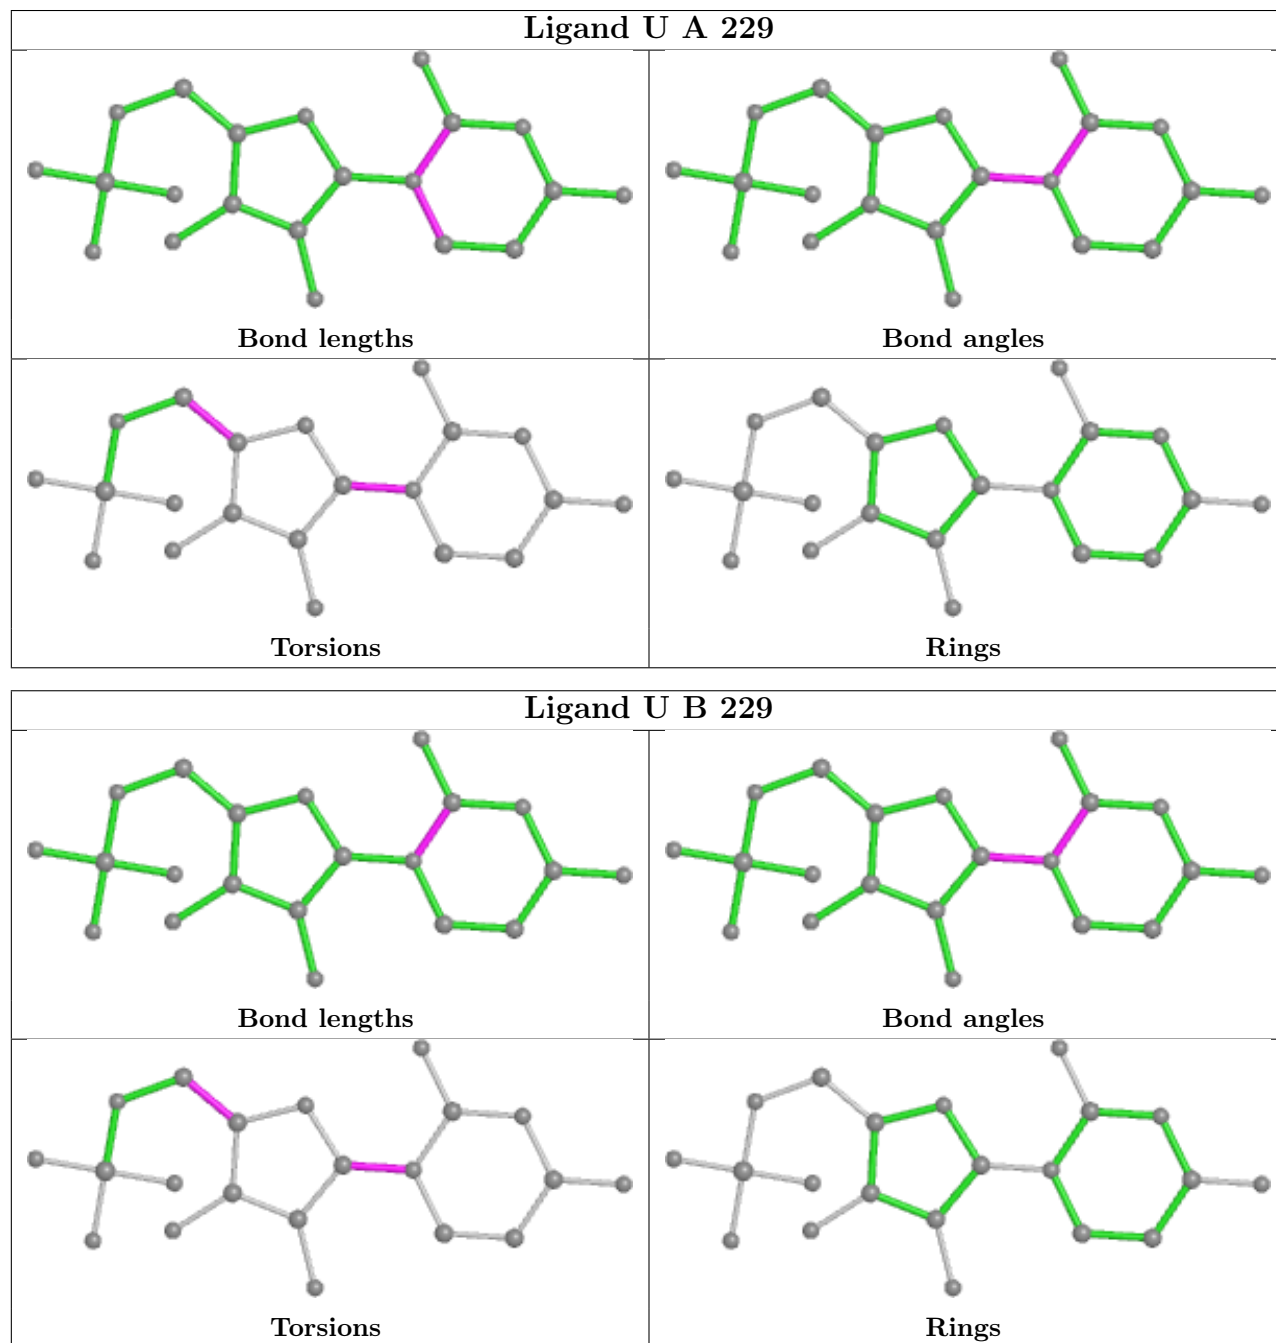 Ligand U A 229
Bond lengths
Bond angles
Torsions
Rings
Ligand U B 229
Bond lengths
Bond angles
Torsions
Rings